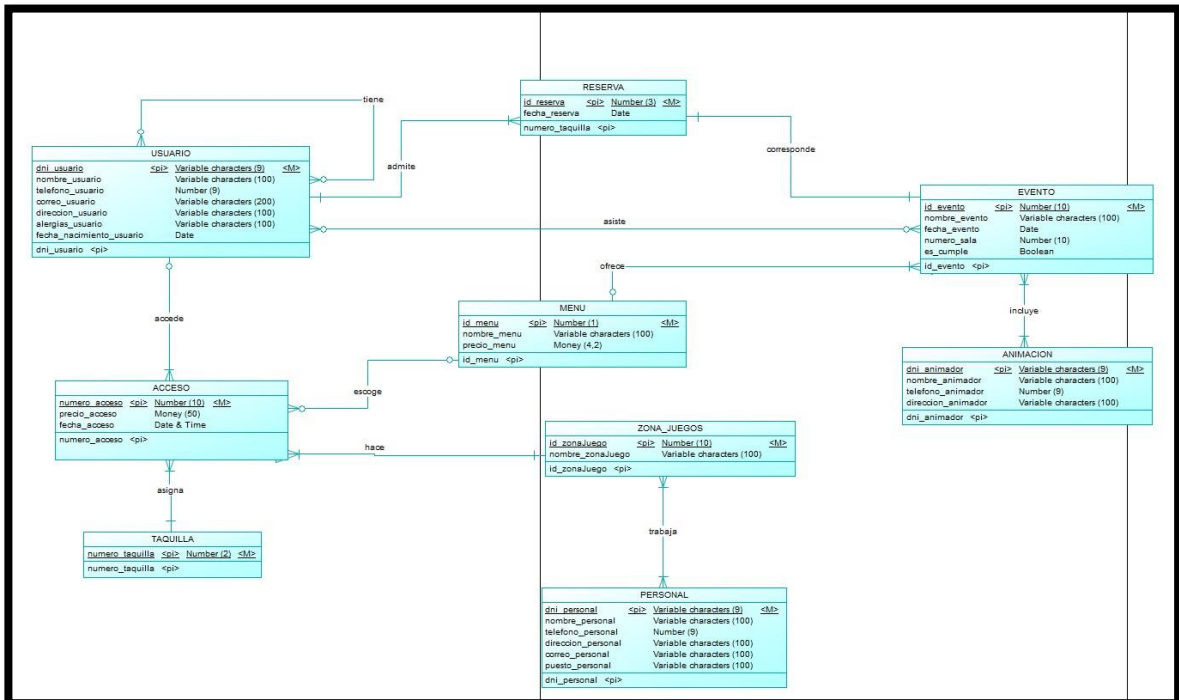 RESERVA
id_reserva <pi> Number (3) <M>
fecha_reserva Date
numero_taquilla <pi>
tiene
admite
corresponde
USUARIO
dni_usuario <pi> Variable characters (9) <M>
nombre_usuario Variable characters (100)
telefono_usuario Number (9)
correo_usuario Variable characters (200)
direccion_usuario Variable characters (100)
alergias_usuario Variable characters (100)
fecha_nacimiento_usuario Date
dni_usuario <pi>
asiste
EVENTO
id_evento <pi> Number (10) <M>
nombre_evento Variable characters (100)
fecha_evento Date
numero_sala Number (10)
es_cumple Boolean
id_evento <pi>
ofrece
accede
incluye
MENU
id_menu <pi> Number (1) <M>
nombre_menu Variable characters (100)
precio_menu Money (4,2)
id_menu <pi>
ANIMACION
dni_animador <pi> Variable characters (9) <M>
nombre_animador Variable characters (100)
telefono_animador Number (9)
direccion_animador Variable characters (100)
dni_animador <pi>
escoge
ACCESO
numero_acceso <pi> Number (10) <M>
precio_acceso Money (50)
fecha_acceso Date & Time
numero_acceso <pi>
hace
ZONA_JUEGOS
id_zonaJuego <pi> Number (10) <M>
nombre_zonaJuego Variable characters (100)
id_zonaJuego <pi>
asigna
trabaja
TAQUILLA
numero_taquilla <pi> Number (2) <M>
numero_taquilla <pi>
PERSONAL
dni_personal <pi> Variable characters (9) <M>
nombre_personal Variable characters (100)
telefono_personal Number (9)
direccion_personal Variable characters (100)
correo_personal Variable characters (100)
puesto_personal Variable characters (100)
dni_personal <pi>